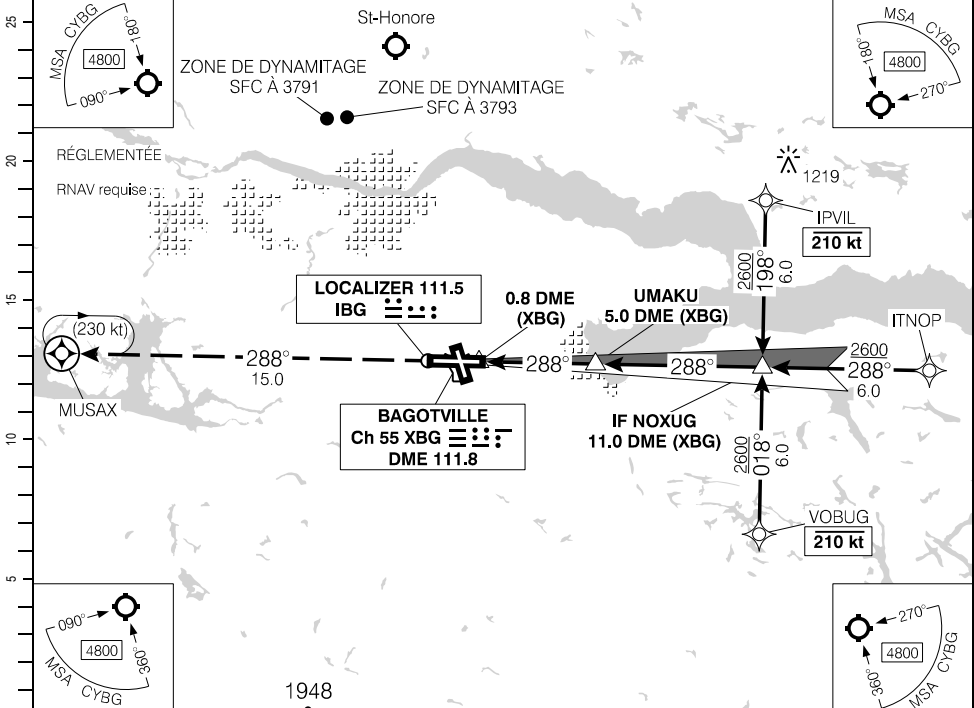 25
MSA CYBG
180°
4800
090°
St-Honore
ZONE DE DYNAMITAGE
SFC À 3791
ZONE DE DYNAMITAGE
SFC À 3793
MSA CYBG
180°
4800
270°
RÉGLEMENTÉE
RNAV requise
20
1219
IPVIL
210 kt
2600
198°
6.0
15
LOCALIZER 111.5
IBG
0.8 DME
(XBG)
UMAKU
5.0 DME (XBG)
ITNOP
(230 kt)
288°
15.0
288°
288°
2600
288°
6.0
MUSAX
BAGOTVILLE
Ch 55 XBG
DME 111.8
IF NOXUG
11.0 DME (XBG)
10
2600
018°
6.0
VOBUG
210 kt
5
090°
4800
360°
MSA CYBG
1948
270°
4800
360°
MSA CYBG